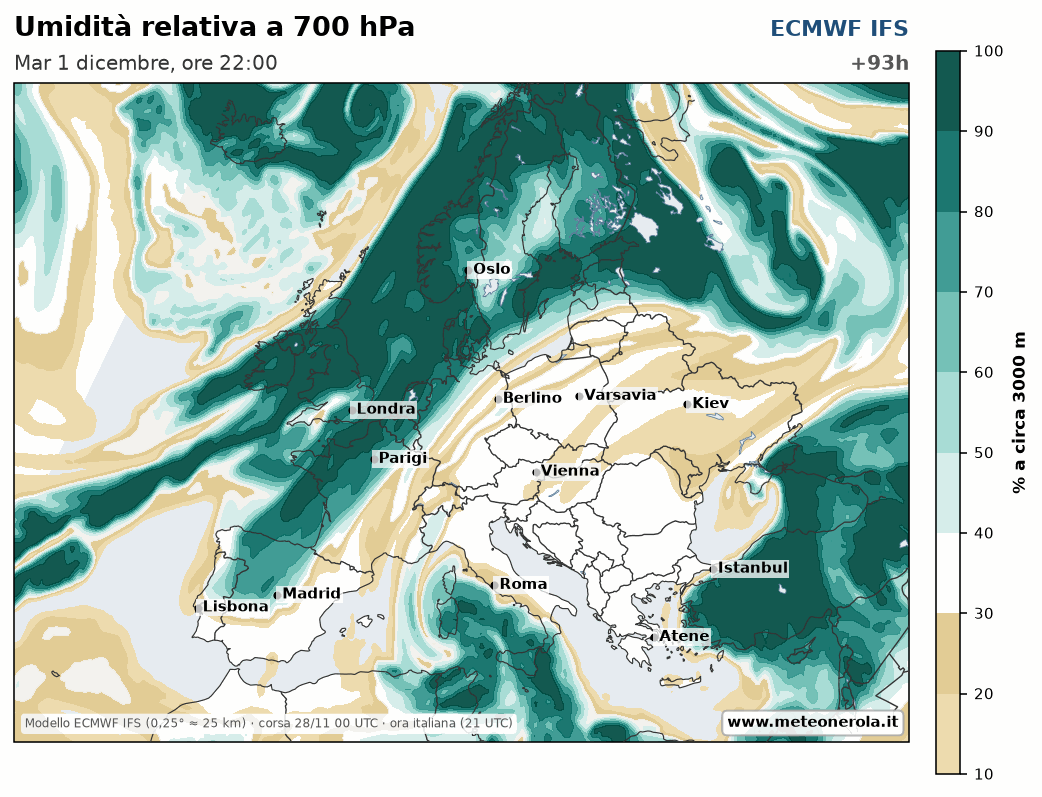 Umidità relativa a 700 hPa
ECMWF IFS
Mar 1 dicembre, ore 22:00
+93h
100
90
80
70
60
50
40
30
20
10
% a circa 3000 m
Oslo
Londra
Berlino
Varsavia
Kiev
Parigi
Vienna
Istanbul
Roma
Madrid
Lisbona
Atene
Modello ECMWF IFS (0,25° ≈ 25 km) · corsa 28/11 00 UTC · ora italiana (21 UTC)
www.meteonerola.it